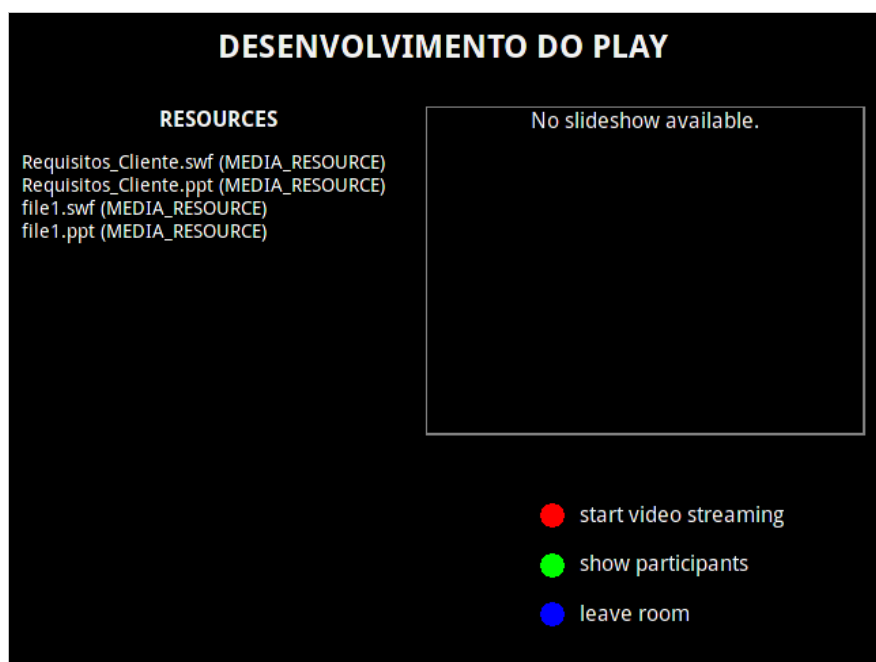 DESENVOLVIMENTO DO PLAY
RESOURCES
Requisitos_Cliente.swf (MEDIA_RESOURCE)
Requisitos_Cliente.ppt (MEDIA_RESOURCE)
file1.swf (MEDIA_RESOURCE)
file1.ppt (MEDIA_RESOURCE)
No slideshow available.
start video streaming
show participants
leave room